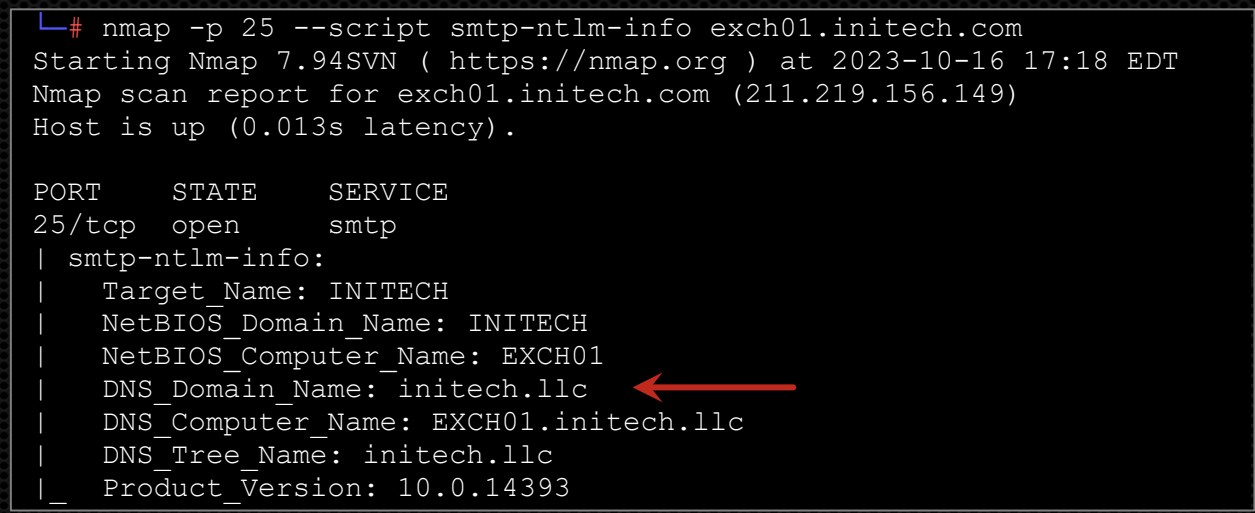 └─# nmap -p 25 --script smtp-ntlm-info exch01.initech.com
Starting Nmap 7.94SVN ( https://nmap.org ) at 2023-10-16 17:18 EDT
Nmap scan report for exch01.initech.com (211.219.156.149)
Host is up (0.013s latency).
PORT    STATE    SERVICE
25/tcp  open     smtp
| smtp-ntlm-info:
|   Target_Name: INITECH
|   NetBIOS_Domain_Name: INITECH
|   NetBIOS_Computer_Name: EXCH01
|   DNS_Domain_Name: initech.llc
|   DNS_Computer_Name: EXCH01.initech.llc
|   DNS_Tree_Name: initech.llc
|_  Product_Version: 10.0.14393